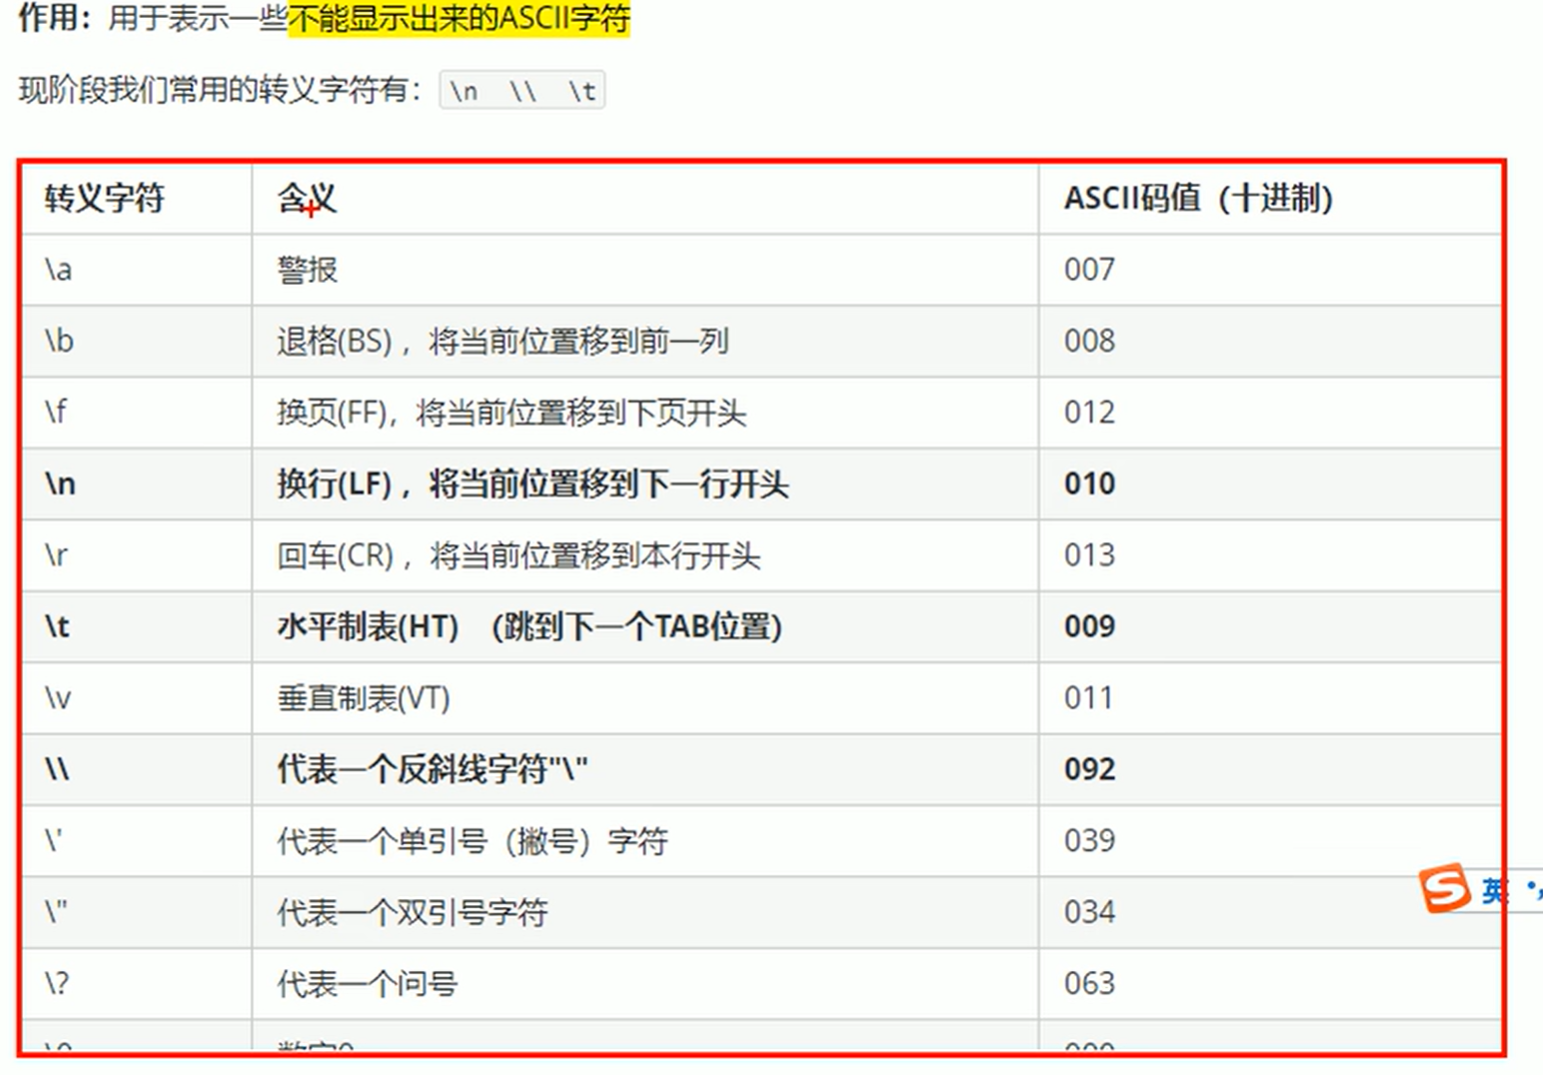 作用：用于表示一些不能显示出来的ASCII字符
现阶段我们常用的转义字符有： \n \\ \t
转义字符 含义 ASCII码值（十进制）
\a 警报 007
\b 退格(BS) ，将当前位置移到前一列 008
\f 换页(FF)，将当前位置移到下页开头 012
\n 换行(LF) ，将当前位置移到下一行开头 010
\r 回车(CR) ，将当前位置移到本行开头 013
\t 水平制表(HT) （跳到下一个TAB位置） 009
\v 垂直制表(VT) 011
\\ 代表一个反斜线字符"\" 092
\' 代表一个单引号（撇号）字符 039
\" 代表一个双引号字符 034
英
\? 代表一个问号 063